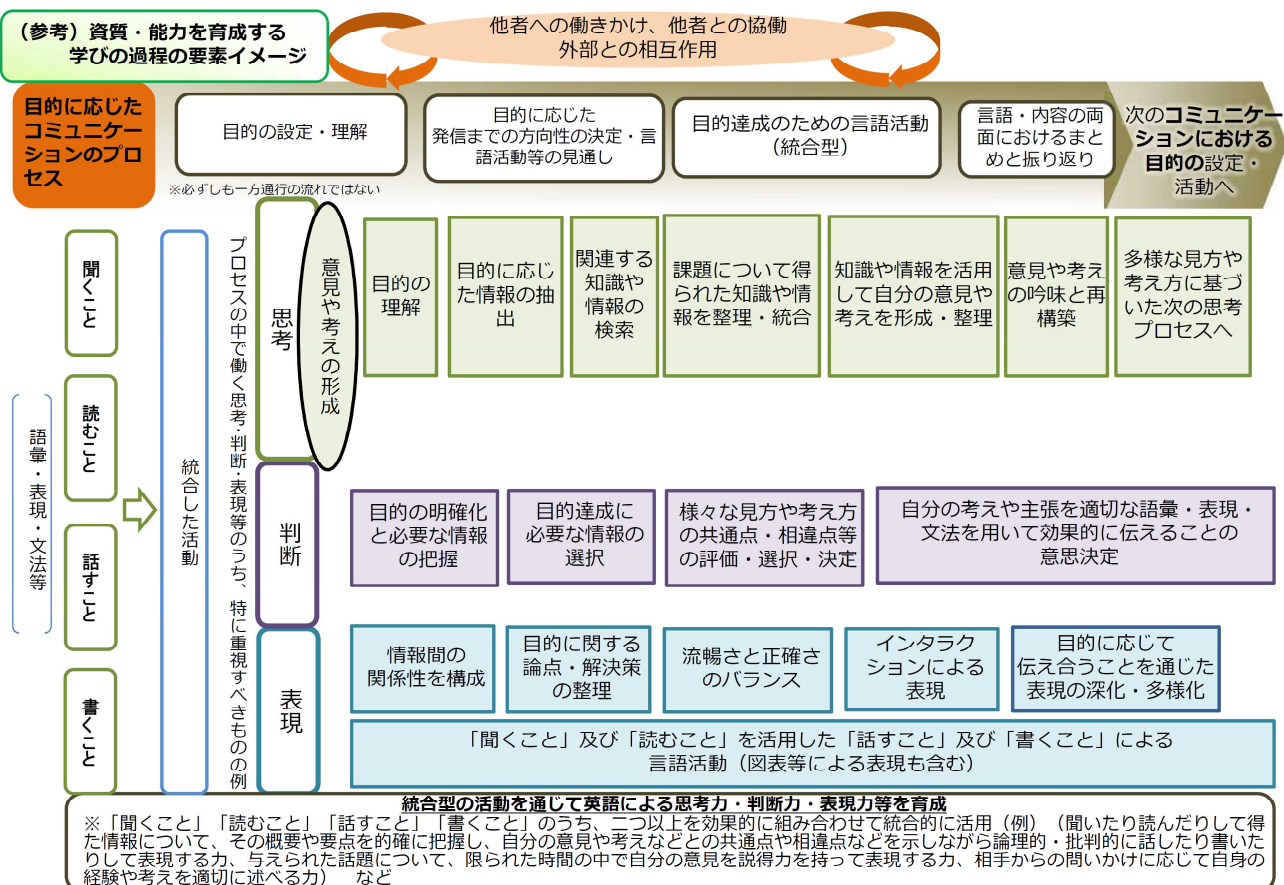 (参考)資質・能力を育成する
学びの過程の要素イメージ
他者への働きかけ、他者との協働
外部との相互作用
目的に応じた
コミュニケー
ションのプロ
セス
目的の設定・理解
目的に応じた
発信までの方向性の決定・言
語活動等の見通し
目的達成のための言語活動
(統合型)
言語・内容の両
面におけるまと
めと振り返り
次のコミュニケー
ションにおける
目的の設定・
活動へ
※必ずしも一方通行の流れではない
語彙・表現・文法等
聞くこと
読むこと
話すこと
書くこと
統合した活動
プロセスの中で働く思考・判断・表現等のうち、特に重視すべきものの例
思考
意見や考えの形成
目的の
理解
目的に応じ
た情報の抽
出
関連する
知識や
情報の
検索
課題について得
られた知識や情
報を整理・統合
知識や情報を活用
して自分の意見や
考えを形成・整理
意見や考え
の吟味と再
構築
多様な見方や
考え方に基づ
いた次の思考
プロセスへ
判断
目的の明確化
と必要な情報
の把握
目的達成に
必要な情報の
選択
様々な見方や考え方
の共通点・相違点等
の評価・選択・決定
自分の考えや主張を適切な語彙・表現・
文法を用いて効果的に伝えることの
意思決定
表現
情報間の
関係性を構成
目的に関する
論点・解決策
の整理
流暢さと正確さ
のバランス
インタラク
ションによる
表現
目的に応じて
伝え合うことを通じた
表現の深化・多様化
「聞くこと」及び「読むこと」を活用した「話すこと」及び「書くこと」による
言語活動(図表等による表現も含む)
統合型の活動を通じて英語による思考力・判断力・表現力等を育成
※「聞くこと」「読むこと」「話すこと」「書くこと」のうち、二つ以上を効果的に組み合わせて統合的に活用(例)(聞いたり読んだりして得
た情報について、その概要や要点を的確に把握し、自分の意見や考えなどとの共通点や相違点などを示しながら論理的・批判的に話したり書いた
りして表現する力、与えられた話題について、限られた時間の中で自分の意見を説得力を持って表現する力、相手からの問いかけに応じて自身の
経験や考えを適切に述べる力) など